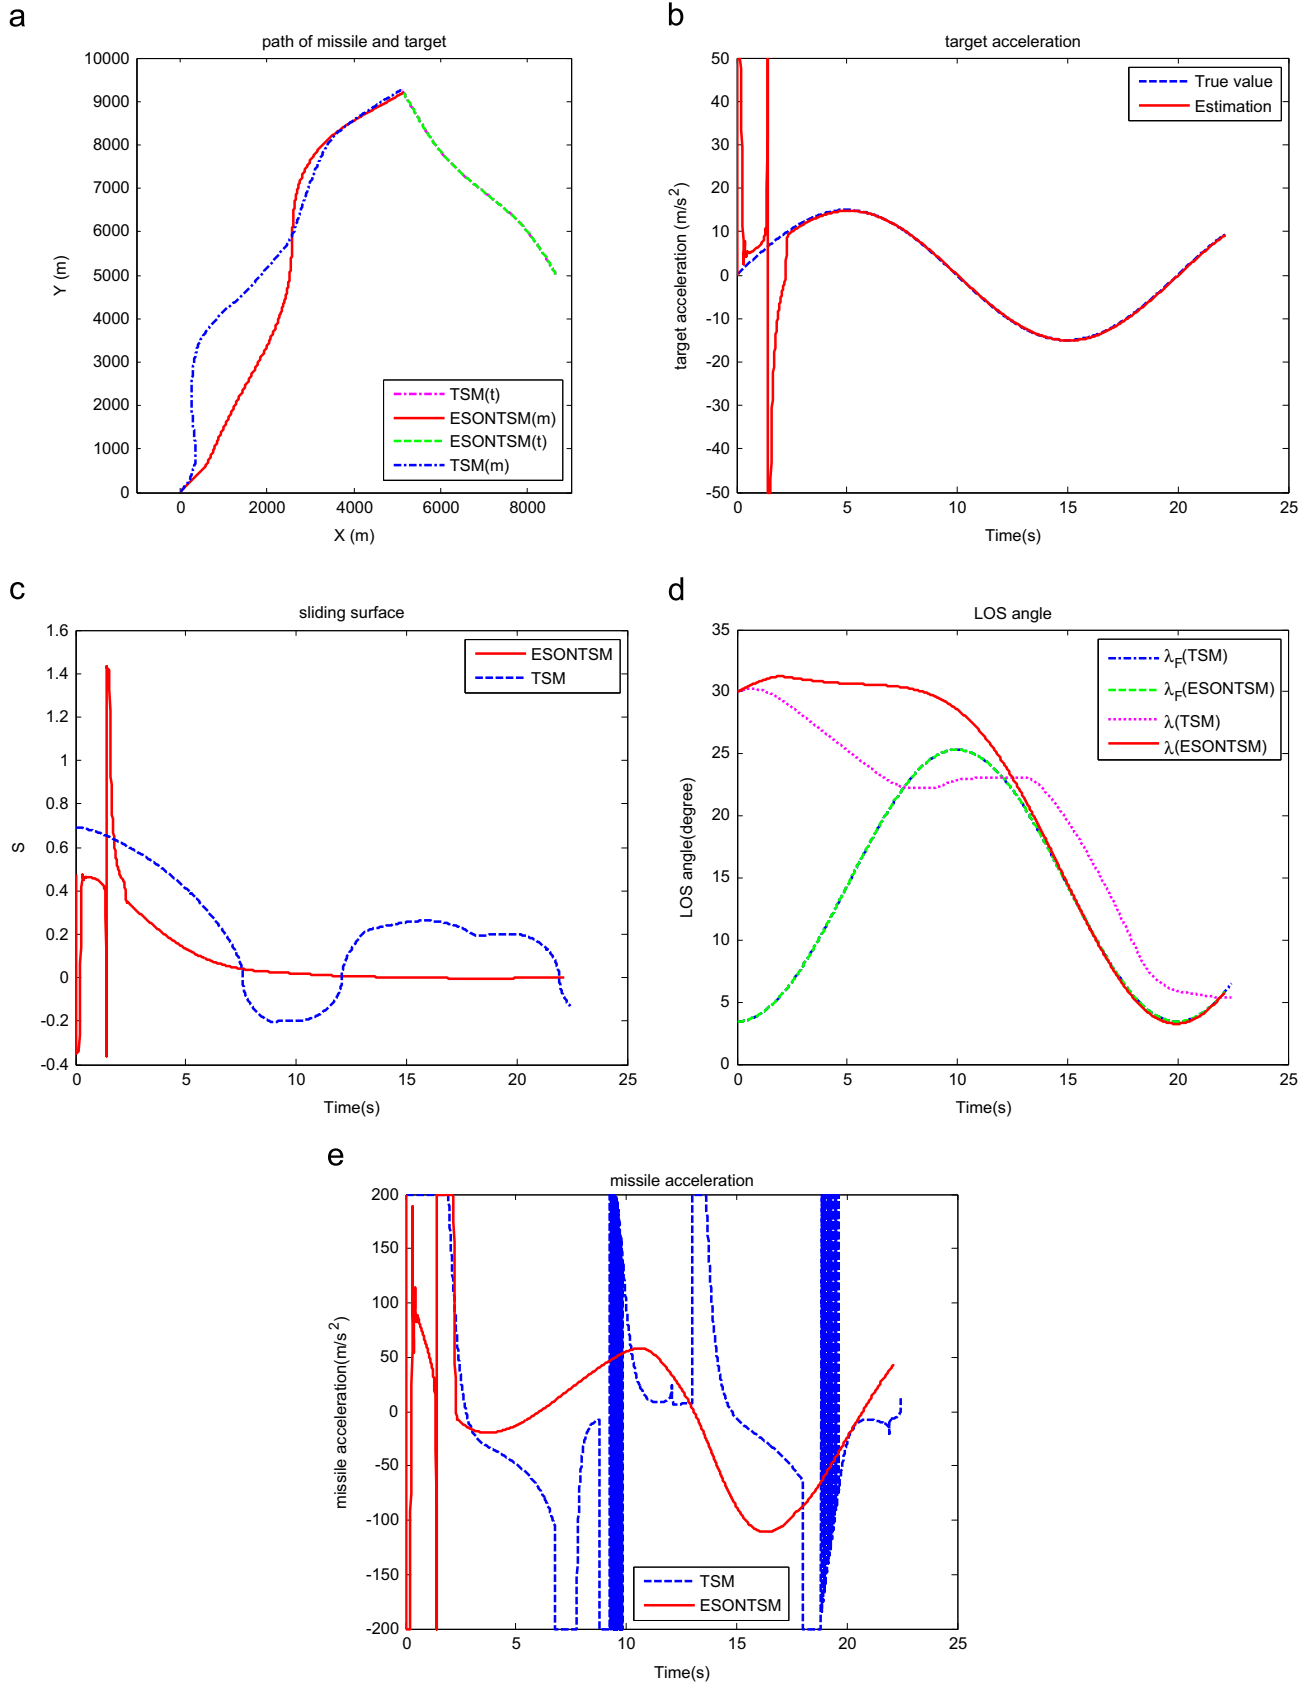 a
path of missile and target
10000
9000
8000
7000
6000
5000
4000
3000
2000
1000
0
Y (m)
0 2000 4000 6000 8000
X (m)
TSM(t)
ESONTSM(m)
ESONTSM(t)
TSM(m)
b
target acceleration
50
40
30
20
10
0
-10
-20
-30
-40
-50
target acceleration (m/s²)
0 5 10 15 20 25
Time(s)
True value
Estimation
c
sliding surface
1.6
1.4
1.2
1
0.8
0.6
0.4
0.2
0
-0.2
-0.4
S
0 5 10 15 20 25
Time(s)
ESONTSM
TSM
d
LOS angle
35
30
25
20
15
10
5
0
LOS angle(degree)
0 5 10 15 20 25
Time(s)
λF(TSM)
λF(ESONTSM)
λ(TSM)
λ(ESONTSM)
e
missile acceleration
200
150
100
50
0
-50
-100
-150
-200
missile acceleration(m/s²)
0 5 10 15 20 25
Time(s)
TSM
ESONTSM